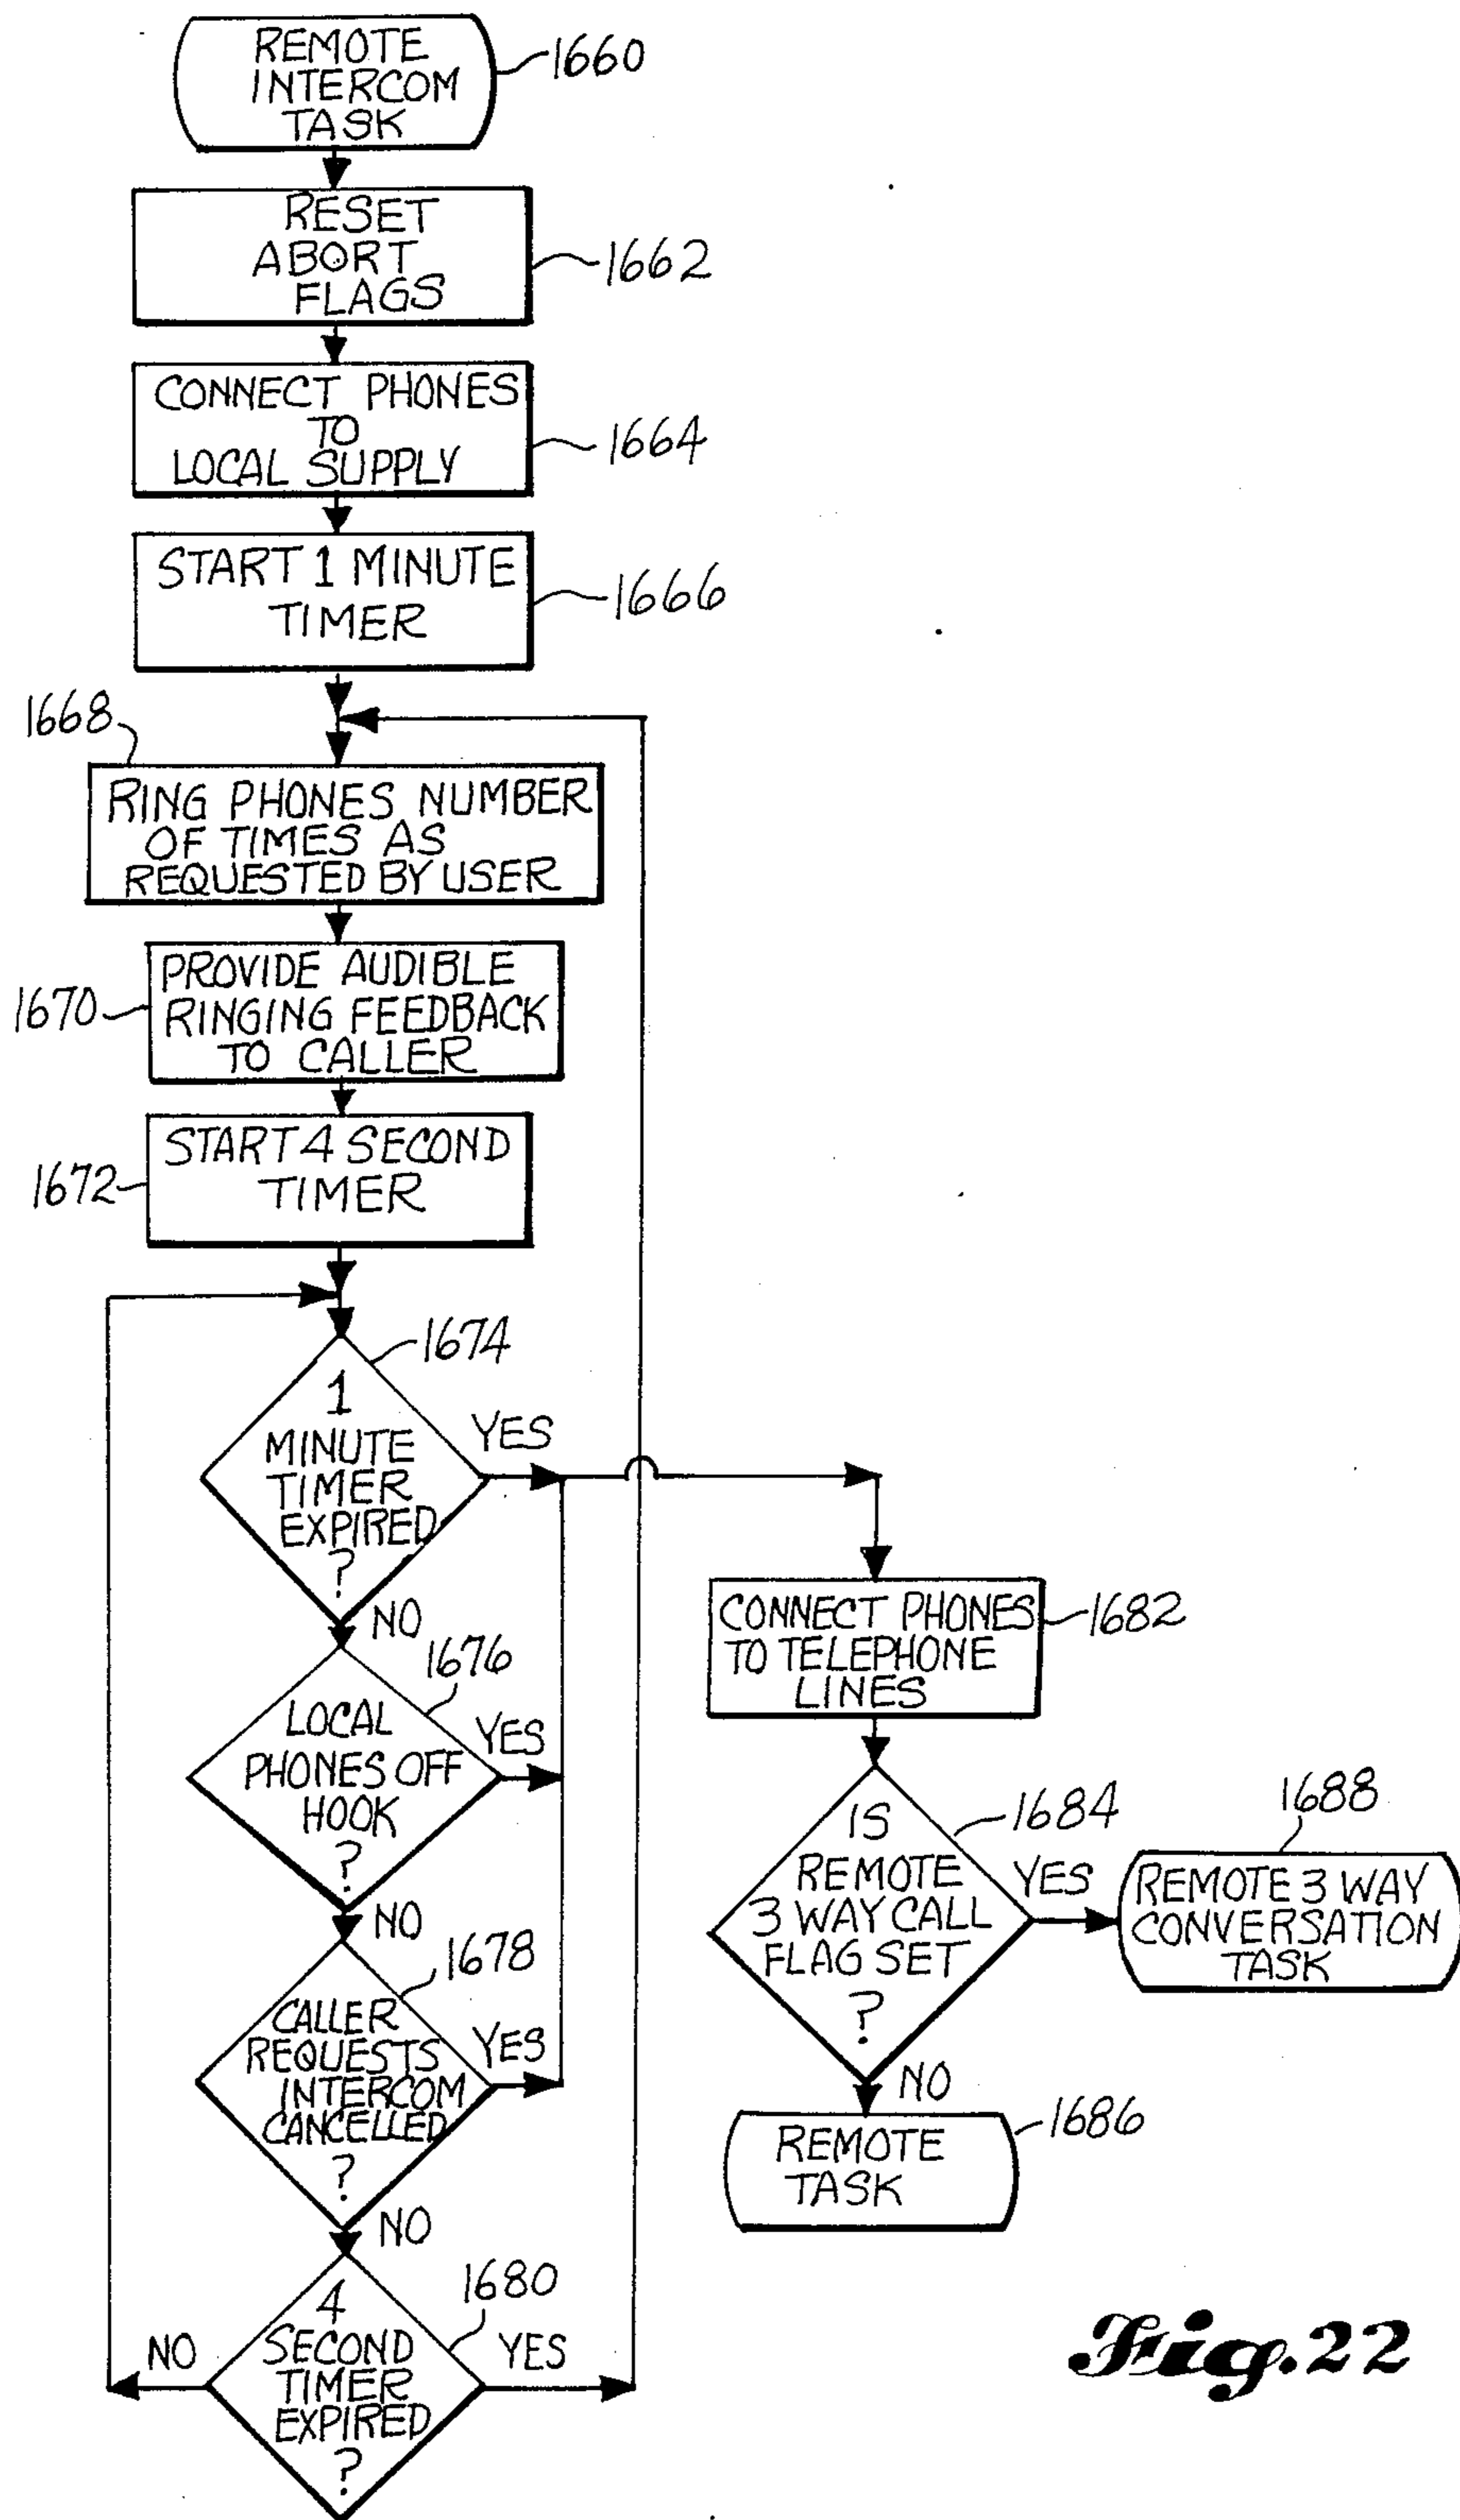 REMOTE
INTERCOM
TASK
1660
RESET
ABORT
FLAGS
1662
CONNECT PHONES
TO
LOCAL SUPPLY
1664
START 1 MINUTE
TIMER
1666
1668
RING PHONES NUMBER
OF TIMES AS
REQUESTED BY USER
PROVIDE AUDIBLE
RINGING FEEDBACK
TO CALLER
1670
START 4 SECOND
TIMER
1672
1674
1
MINUTE
TIMER
EXPIRED
?
YES
NO
1676
LOCAL
PHONES OFF
HOOK
?
YES
NO
1678
CALLER
REQUESTS
INTERCOM
CANCELLED
?
YES
NO
1680
4
SECOND
TIMER
EXPIRED
?
NO
YES
CONNECT PHONES
TO TELEPHONE
LINES
1682
1684
IS
REMOTE
3 WAY CALL
FLAG SET
?
YES
NO
1688
REMOTE 3 WAY
CONVERSATION
TASK
REMOTE
TASK
1686
Fig. 22